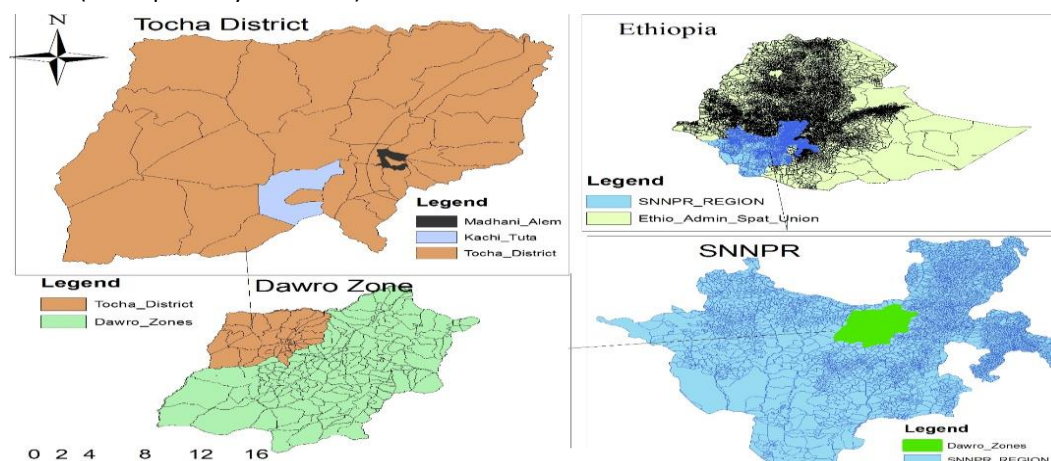 N
Tocha District
Legend
Madhani_Alem
Kachi_Tuta
Tocha_District
Ethiopia
Legend
SNNPR_REGION
Ethio_Admin_Spat_Union
Legend
Tocha_District
Dawro_Zones
Dawro Zone
0 2 4 8 12 16
SNNPR
Legend
Dawro_Zones
SNNPR_REGION